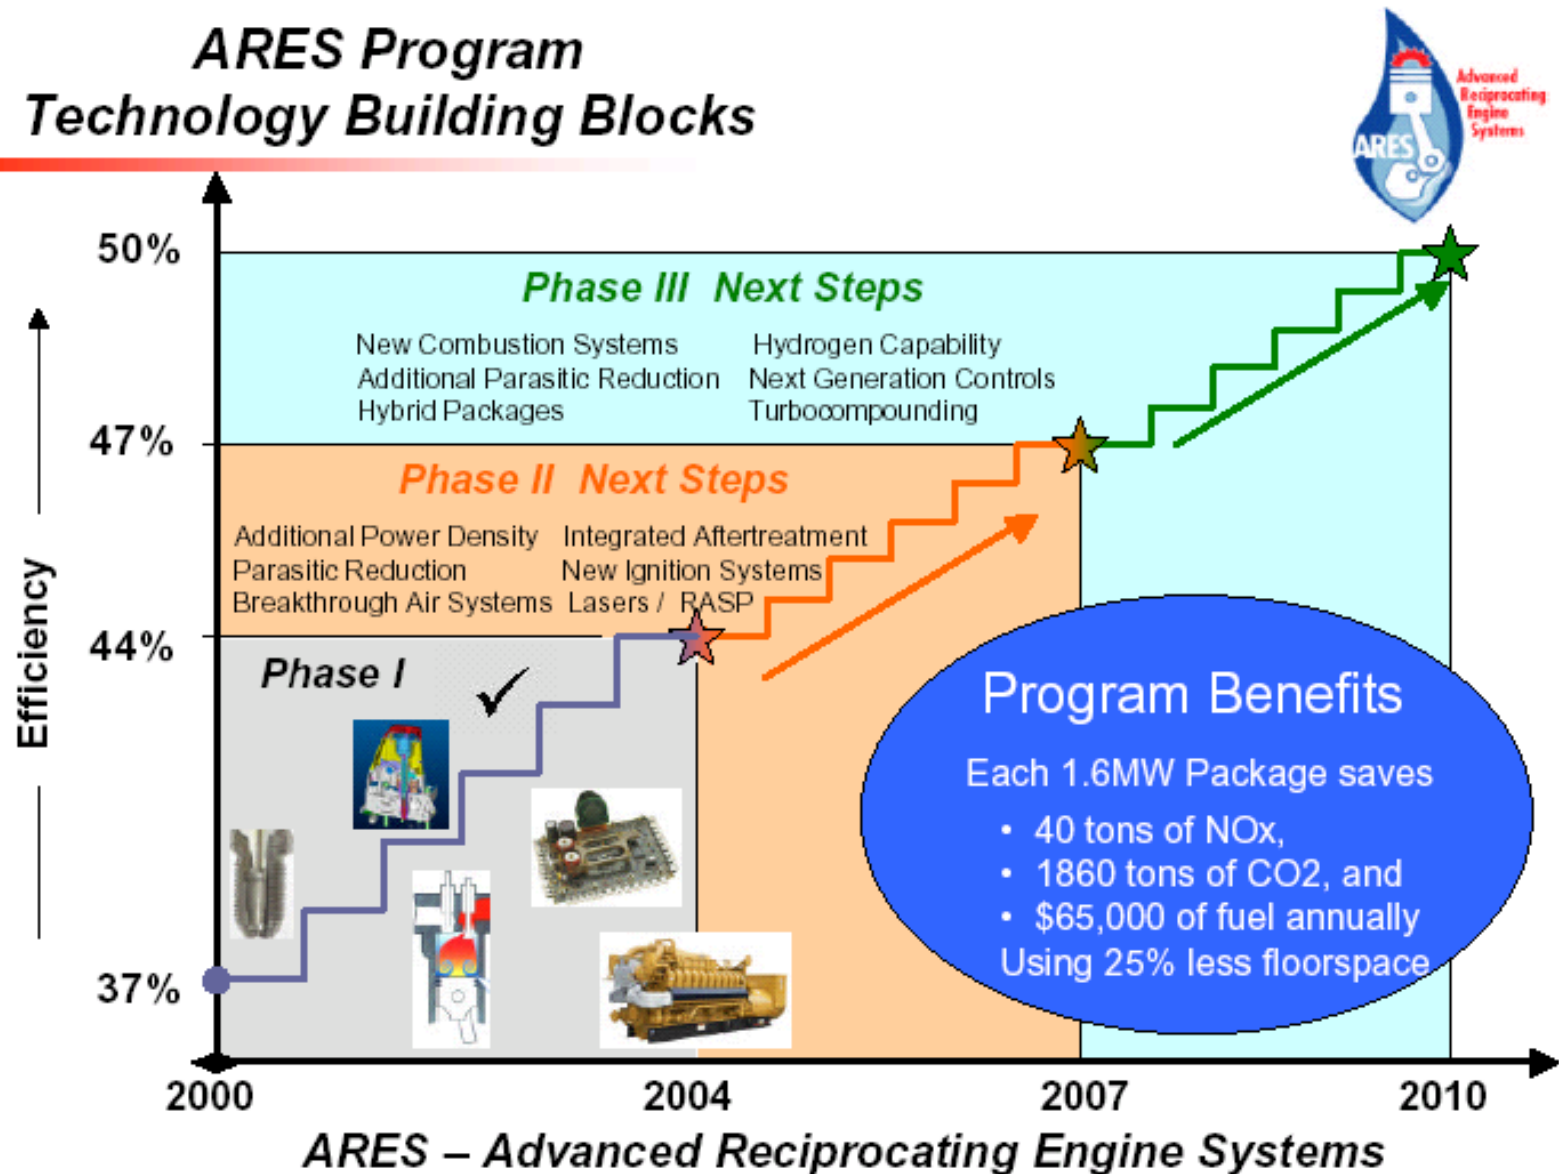 ARES Program
Technology Building Blocks
Advanced
Reciprocating
Engine
Systems
ARES
50%
Phase III Next Steps
New Combustion Systems Hydrogen Capability
Additional Parasitic Reduction Next Generation Controls
Hybrid Packages Turbocompounding
47%
Phase II Next Steps
Additional Power Density Integrated Aftertreatment
Parasitic Reduction New Ignition Systems
Breakthrough Air Systems Lasers / RASP
44%
Phase I
Efficiency
Program Benefits
Each 1.6MW Package saves
• 40 tons of NOx,
• 1860 tons of CO2, and
• $65,000 of fuel annually
Using 25% less floorspace
37%
2000 2004 2007 2010
ARES – Advanced Reciprocating Engine Systems